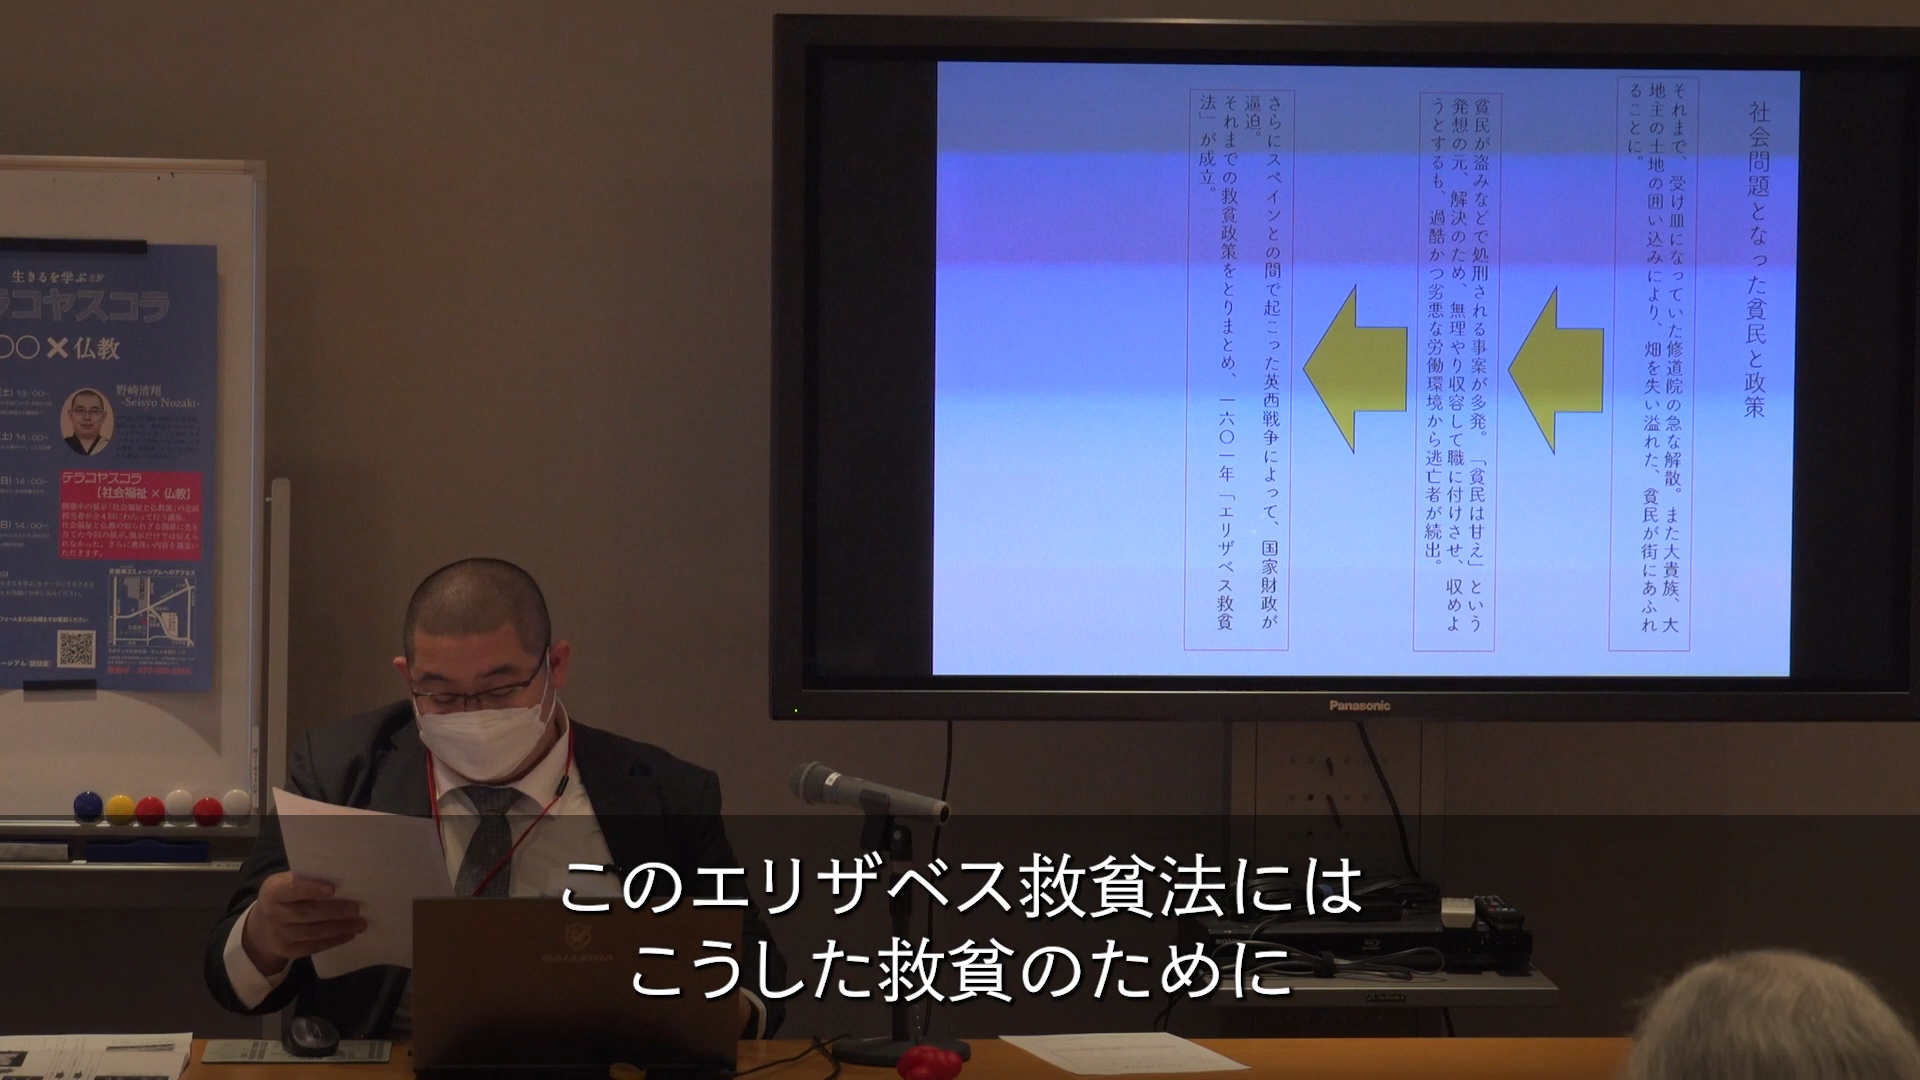 社会問題となった貧民と政策
それまで、受け皿になっていた修道院の急な解散。また大貴族、大
地主の土地の囲い込みにより、畑を失い溢れた、貧民が街にあふれ
ることに。
貧民が盗みなどで処刑される事案が多発。「貧民は甘え」という
発想の元、解決のため、無理やり収容して職に付けさせ、収めよ
うとするも、過酷かつ劣悪な労働環境から逃亡者が続出。
さらにスペインとの間で起こった英西戦争によって、国家財政が
逼迫。
それまでの救貧政策をとりまとめ、一六〇一年「エリザベス救貧
法」が成立。
Panasonic
生きるを学ぶ
ラコヤスコラ
〇〇×仏教
野崎清翔
-Seisyo Nozaki-
テラコヤスコラ
【社会福祉×仏教】
GALLERIA
このエリザベス救貧法には
こうした救貧のために